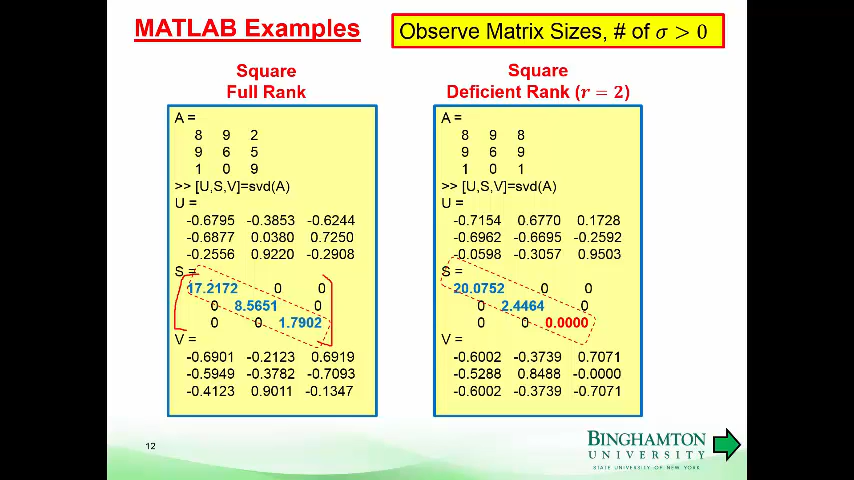 MATLAB Examples
Observe Matrix Sizes, # of σ > 0
Square
Full Rank
A =
8 9 2
9 6 5
1 0 9
>> [U,S,V]=svd(A)
U =
-0.6795 -0.3853 -0.6244
-0.6877 0.0380 0.7250
-0.2556 0.9220 -0.2908
S =
17.2172 0 0
0 8.5651 0
0 0 1.7902
V =
-0.6901 -0.2123 0.6919
-0.5949 -0.3782 -0.7093
-0.4123 0.9011 -0.1347
Square
Deficient Rank (r = 2)
A =
8 9 8
9 6 9
1 0 1
>> [U,S,V]=svd(A)
U =
-0.7154 0.6770 0.1728
-0.6962 -0.6695 -0.2592
-0.0598 -0.3057 0.9503
S =
20.0752 0 0
0 2.4464 0
0 0 0.0000
V =
-0.6002 -0.3739 0.7071
-0.5288 0.8488 -0.0000
-0.6002 -0.3739 -0.7071
12
BINGHAMTON
UNIVERSITY
STATE UNIVERSITY OF NEW YORK